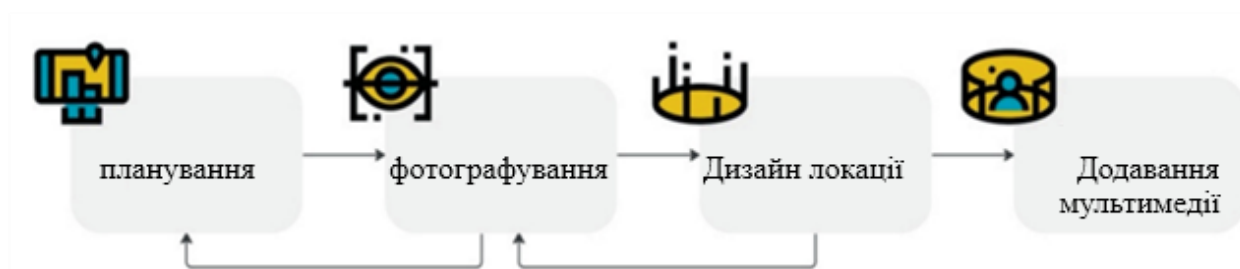 планування
фотографування
Дизайн локації
Додавання
мультимедії